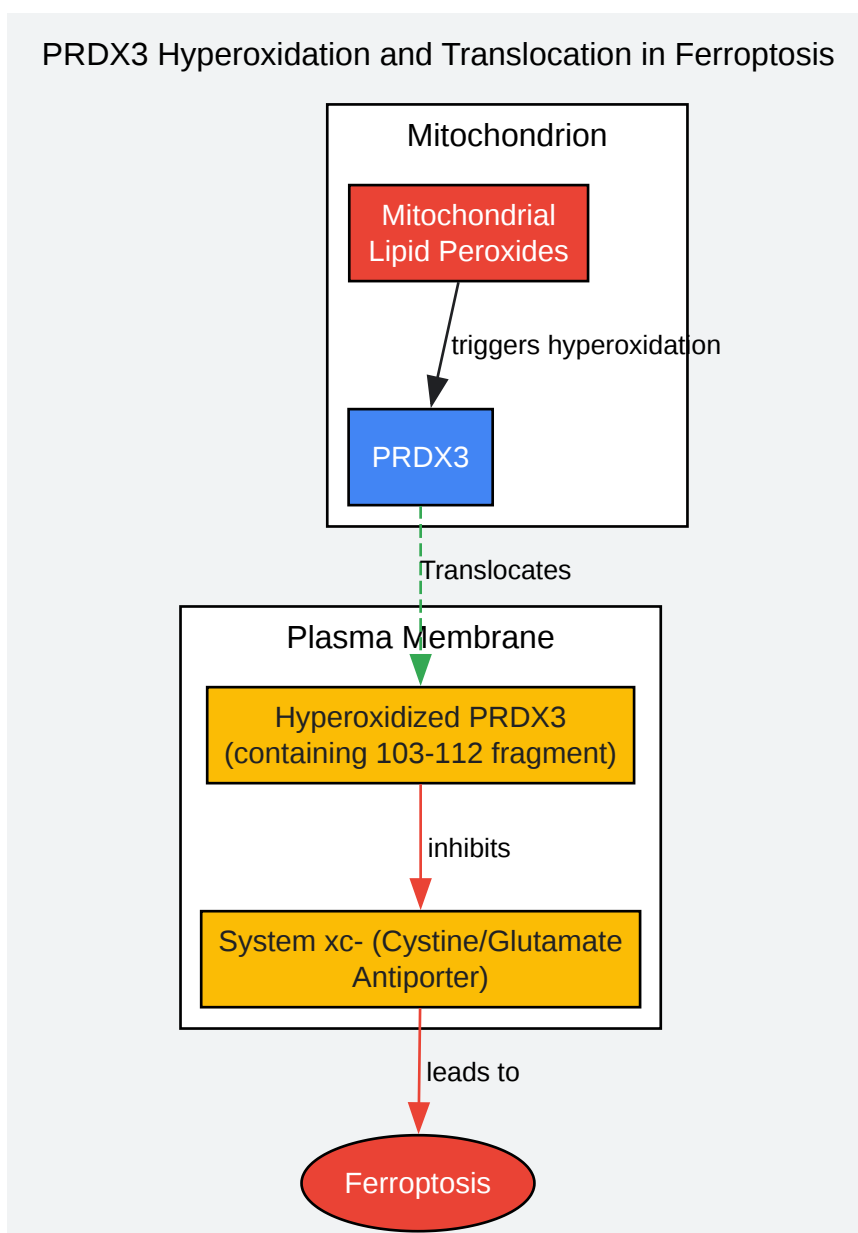 PRDX3 Hyperoxidation and Translocation in Ferroptosis
Mitochondrion
Mitochondrial
Lipid Peroxides
triggers hyperoxidation
PRDX3
Translocates
Plasma Membrane
Hyperoxidized PRDX3
(containing 103-112 fragment)
inhibits
System xc- (Cystine/Glutamate
Antiporter)
leads to
Ferroptosis